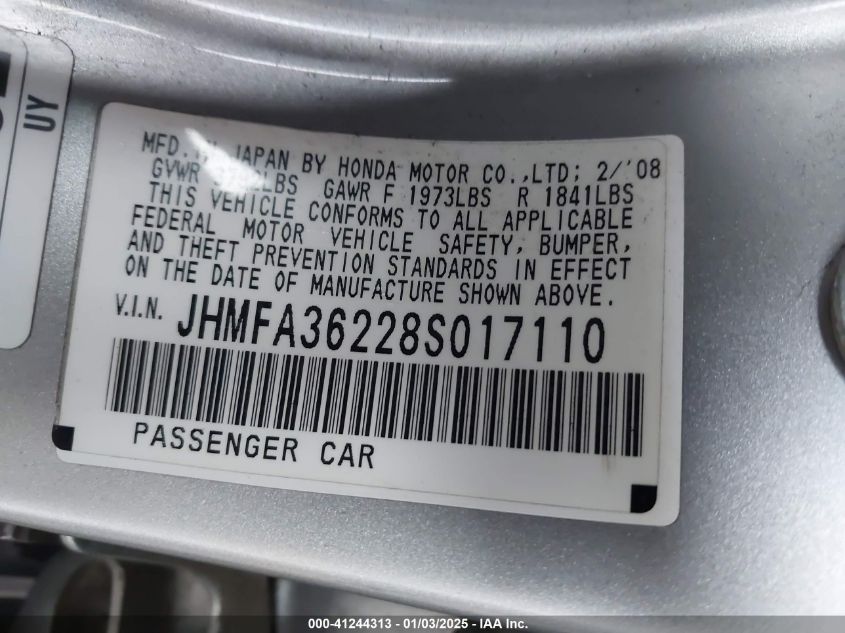 UY
MFD. IN JAPAN BY HONDA MOTOR CO.,LTD; 2/'08
GVWR LBS GAWR F 1973LBS R 1841LBS
THIS VEHICLE CONFORMS TO ALL APPLICABLE
FEDERAL MOTOR VEHICLE SAFETY, BUMPER,
AND THEFT PREVENTION STANDARDS IN EFFECT
ON THE DATE OF MANUFACTURE SHOWN ABOVE.
V.I.N. JHMFA36228S017110
PASSENGER CAR
000-41244313 - 01/03/2025 - © IAA, Inc.